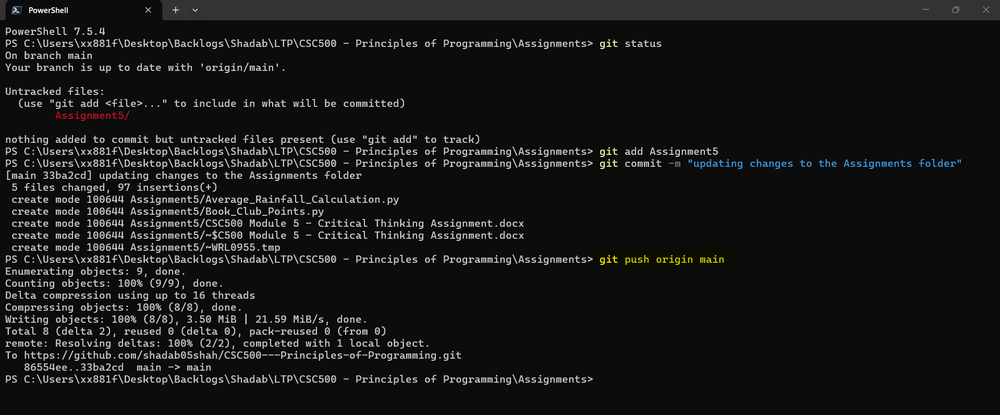 PowerShell
PowerShell 7.5.4
PS C:\Users\xx881f\Desktop\Backlogs\Shadab\LTP\CSC500 - Principles of Programming\Assignments> git status
On branch main
Your branch is up to date with 'origin/main'.
Untracked files:
  (use "git add <file>..." to include in what will be committed)
        Assignment5/
nothing added to commit but untracked files present (use "git add" to track)
PS C:\Users\xx881f\Desktop\Backlogs\Shadab\LTP\CSC500 - Principles of Programming\Assignments> git add Assignment5
PS C:\Users\xx881f\Desktop\Backlogs\Shadab\LTP\CSC500 - Principles of Programming\Assignments> git commit -m "updating changes to the Assignments folder"
[main 33ba2cd] updating changes to the Assignments folder
 5 files changed, 97 insertions(+)
 create mode 100644 Assignment5/Average_Rainfall_Calculation.py
 create mode 100644 Assignment5/Book_Club_Points.py
 create mode 100644 Assignment5/CSC500 Module 5 - Critical Thinking Assignment.docx
 create mode 100644 Assignment5/~$C500 Module 5 - Critical Thinking Assignment.docx
 create mode 100644 Assignment5/~WRL0955.tmp
PS C:\Users\xx881f\Desktop\Backlogs\Shadab\LTP\CSC500 - Principles of Programming\Assignments> git push origin main
Enumerating objects: 9, done.
Counting objects: 100% (9/9), done.
Delta compression using up to 16 threads
Compressing objects: 100% (8/8), done.
Writing objects: 100% (8/8), 3.50 MiB | 21.59 MiB/s, done.
Total 8 (delta 2), reused 0 (delta 0), pack-reused 0 (from 0)
remote: Resolving deltas: 100% (2/2), completed with 1 local object.
To https://github.com/shadab05shah/CSC500---Principles-of-Programming.git
   86554ee..33ba2cd  main -> main
PS C:\Users\xx881f\Desktop\Backlogs\Shadab\LTP\CSC500 - Principles of Programming\Assignments>